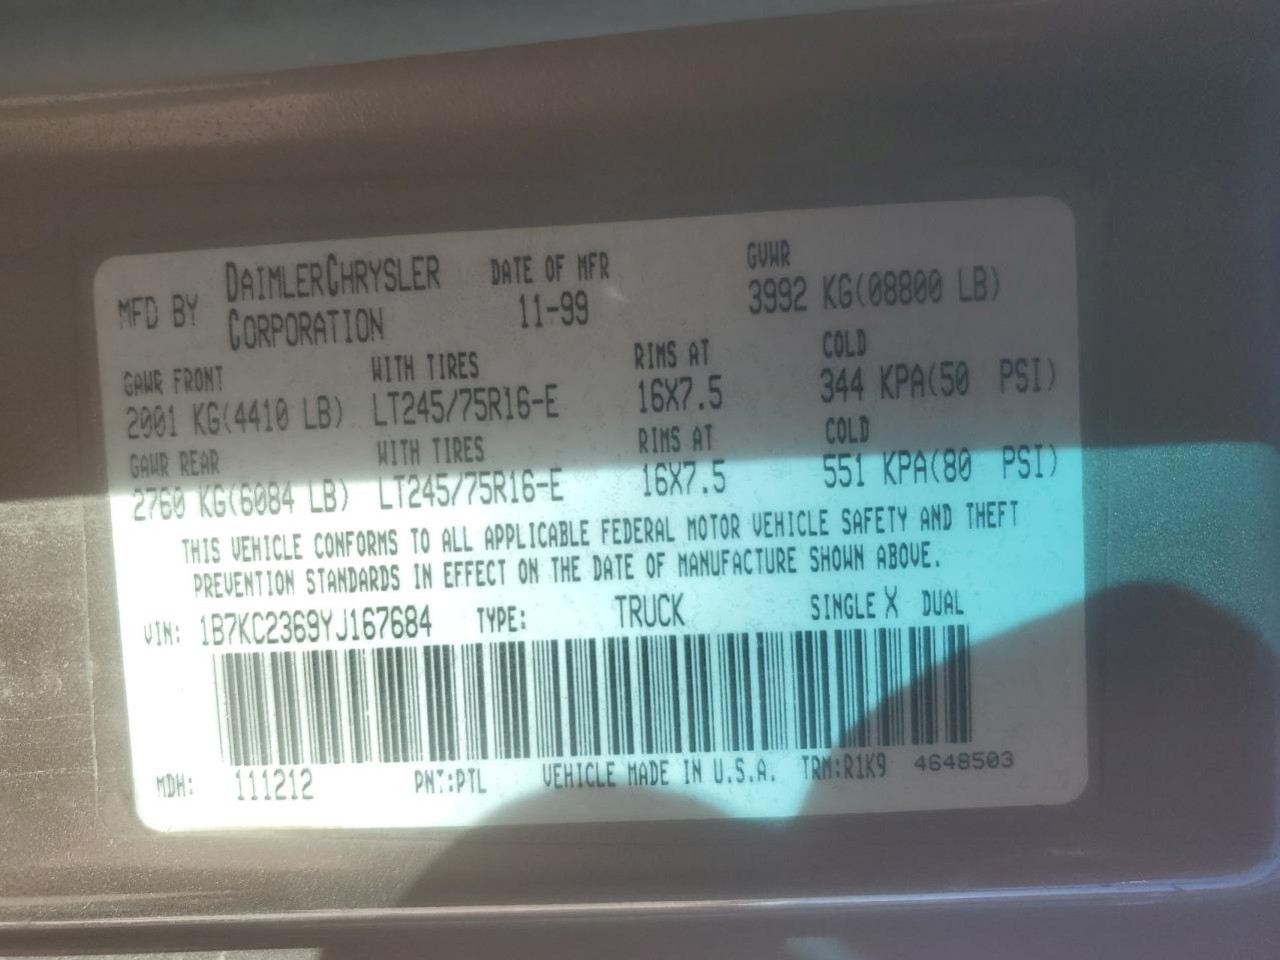 MFD BY DAIMLERCHRYSLER CORPORATION DATE OF MFR 11-99 GVWR 3992 KG(08800 LB)
GAWR FRONT WITH TIRES RIMS AT COLD
2001 KG(4410 LB) LT245/75R16-E 16X7.5 344 KPA(50 PSI)
GAWR REAR WITH TIRES RIMS AT COLD
2760 KG(6084 LB) LT245/75R16-E 16X7.5 551 KPA(80 PSI)
THIS VEHICLE CONFORMS TO ALL APPLICABLE FEDERAL MOTOR VEHICLE SAFETY AND THEFT
PREVENTION STANDARDS IN EFFECT ON THE DATE OF MANUFACTURE SHOWN ABOVE.
VIN: 1B7KC2369YJ167684 TYPE: TRUCK SINGLE X DUAL
MDH: 111212 PNT:PTL VEHICLE MADE IN U.S.A. TRM:R1K9 4648503